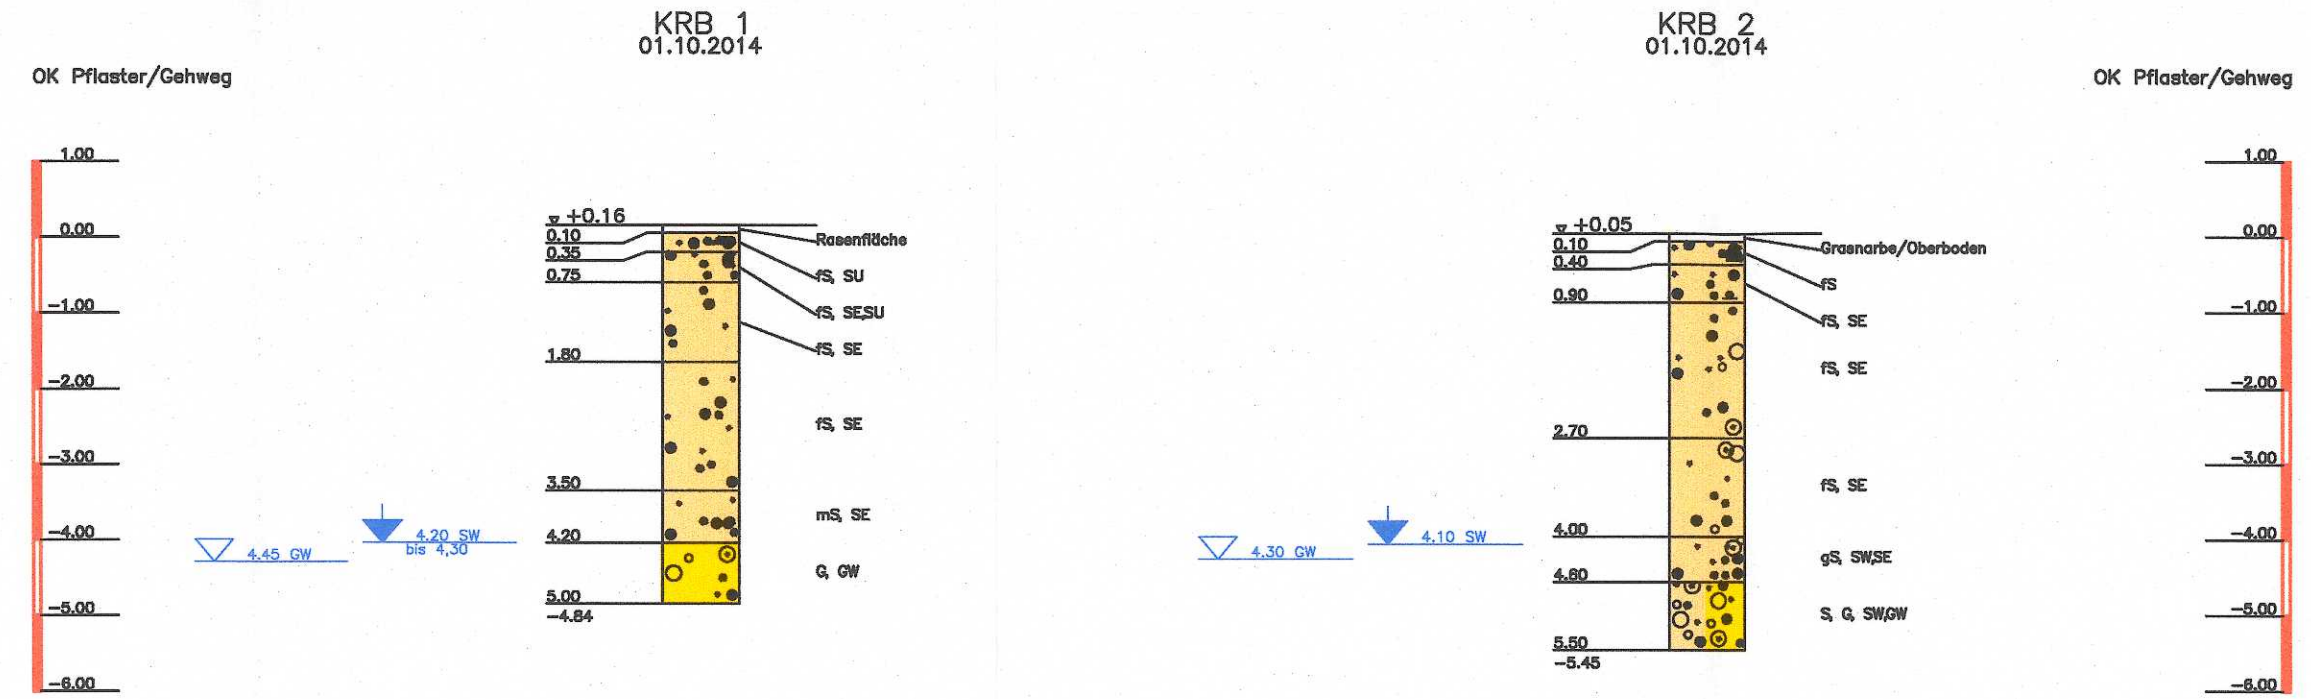 KRB 1
01.10.2014
KRB 2
01.10.2014
OK Pflaster/Gehweg
OK Pflaster/Gehweg
1.00
0.00
-1.00
-2.00
-3.00
-4.00
-5.00
-6.00
4.45 GW
4.20 SW
bis 4,30
+0.16
0.10
0.35
0.75
1.80
3.50
4.20
5.00
-4.84
Rasenfläche
fS, SU
fS, SE,SU
fS, SE
fS, SE
mS, SE
G, GW
4.30 GW
4.10 SW
+0.05
0.10
0.40
0.90
2.70
4.00
4.60
5.50
-5.45
Grasnarbe/Oberboden
fS
fS, SE
fS, SE
fS, SE
gS, SW,SE
S, G, SW,GW
1.00
0.00
-1.00
-2.00
-3.00
-4.00
-5.00
-6.00